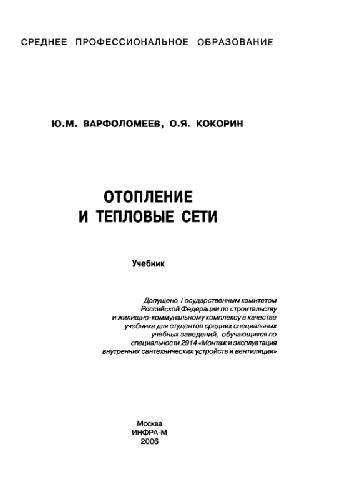 СРЕДНЕЕ ПРОФЕССИОНАЛЬНОЕ ОБРАЗОВАНИЕ
Ю.М. ВАРФОЛОМЕЕВ, О.Я. КОКОРИН
ОТОПЛЕНИЕ
И ТЕПЛОВЫЕ СЕТИ
Учебник
Допущено Государственным комитетом
Российской Федерации по строительству
и жилищно-коммунальному комплексу в качестве
учебника для студентов средних специальных
учебных заведений, обучающихся по
специальности 2914 «Монтаж и эксплуатация
внутренних сантехнических устройств и вентиляции»
Москва
ИНФРА-М
2006